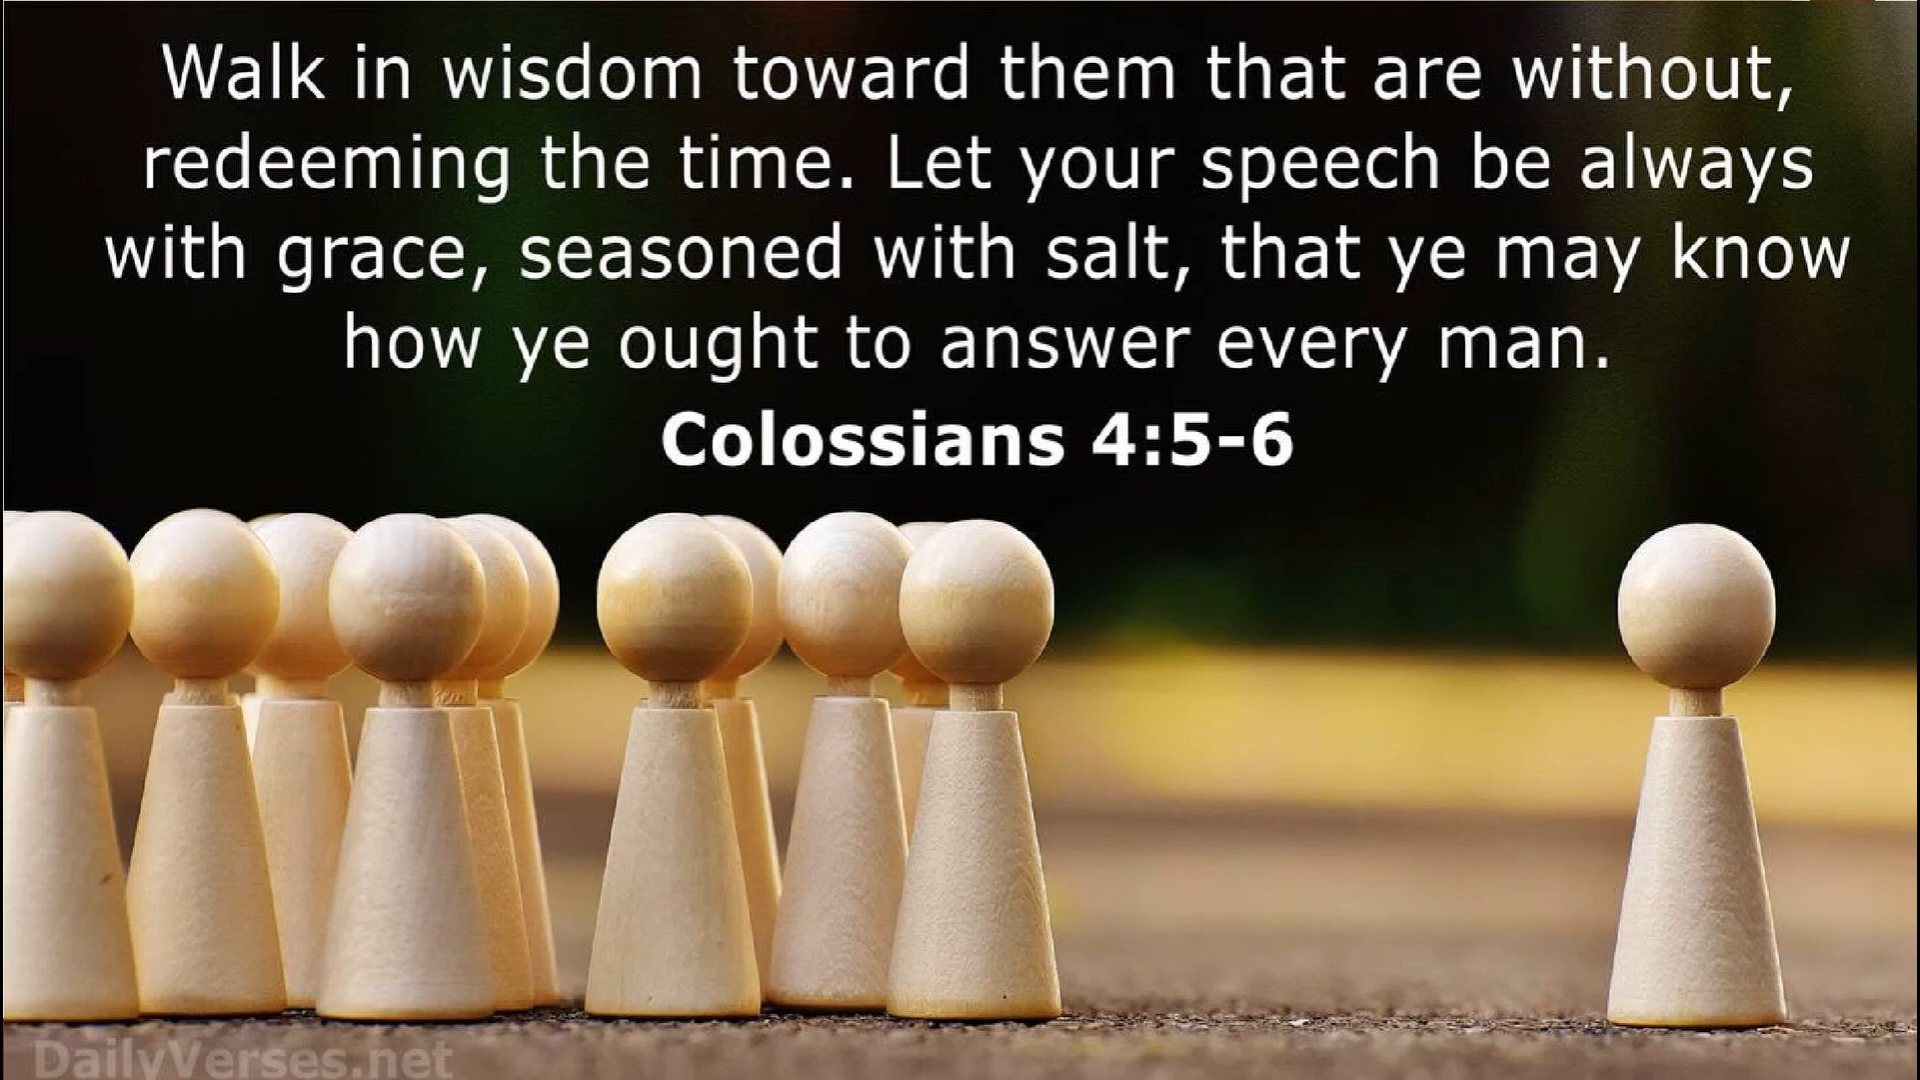 Walk in wisdom toward them that are without,
redeeming the time. Let your speech be always
with grace, seasoned with salt, that ye may know
how ye ought to answer every man.
Colossians 4:5-6
DailyVerses.net